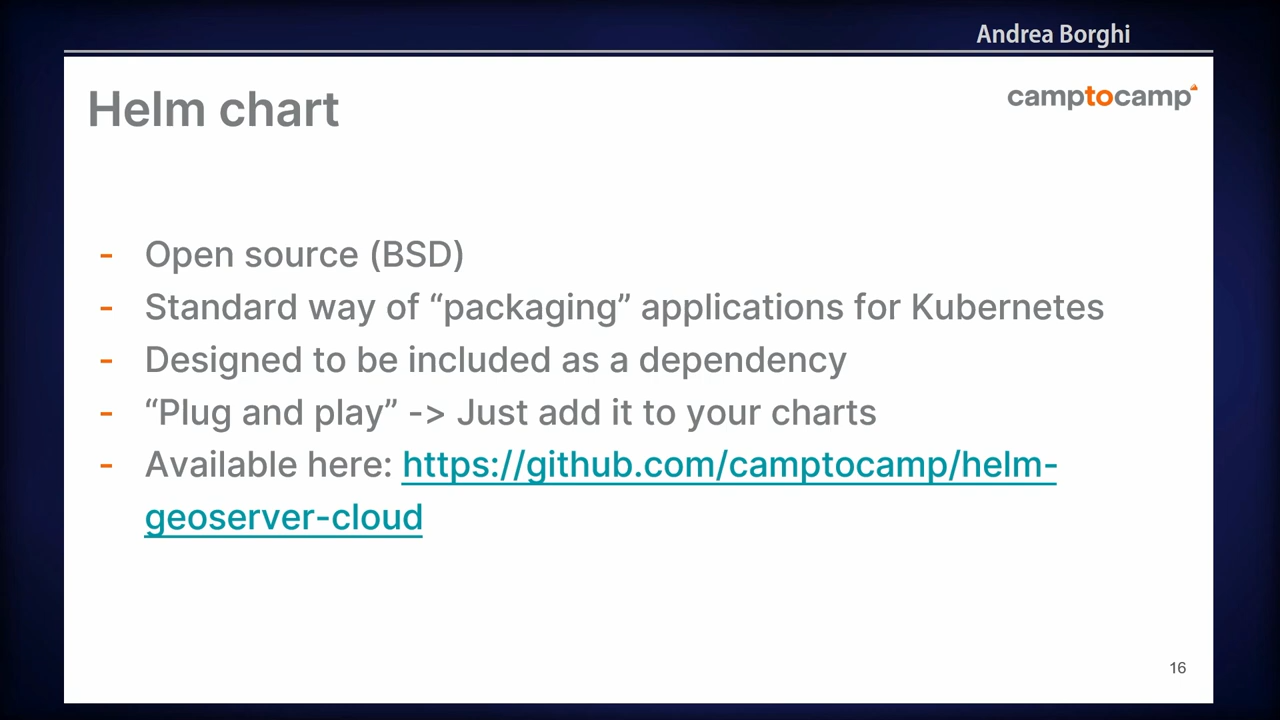 Andrea Borghi
Helm chart
camptocamp
- Open source (BSD)
- Standard way of “packaging” applications for Kubernetes
- Designed to be included as a dependency
- “Plug and play” -> Just add it to your charts
- Available here: https://github.com/camptocamp/helm-
geoserver-cloud
16